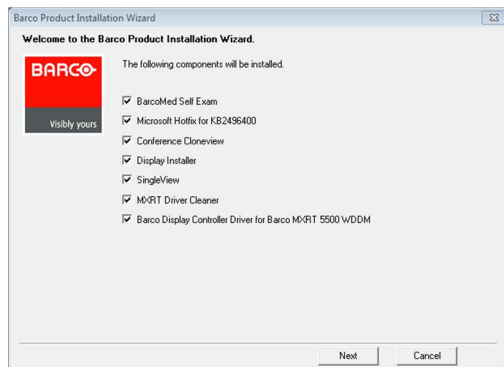 Barco Product Installation Wizard
Welcome to the Barco Product Installation Wizard.
BARCO
Visibly yours
The following components will be installed.
BarcoMed Self Exam
Microsoft Hotfix for KB2496400
Conference Cloneview
Display Installer
SingleView
MXRT Driver Cleaner
Barco Display Controller Driver for Barco MXRT 5500 WDDM
Next
Cancel